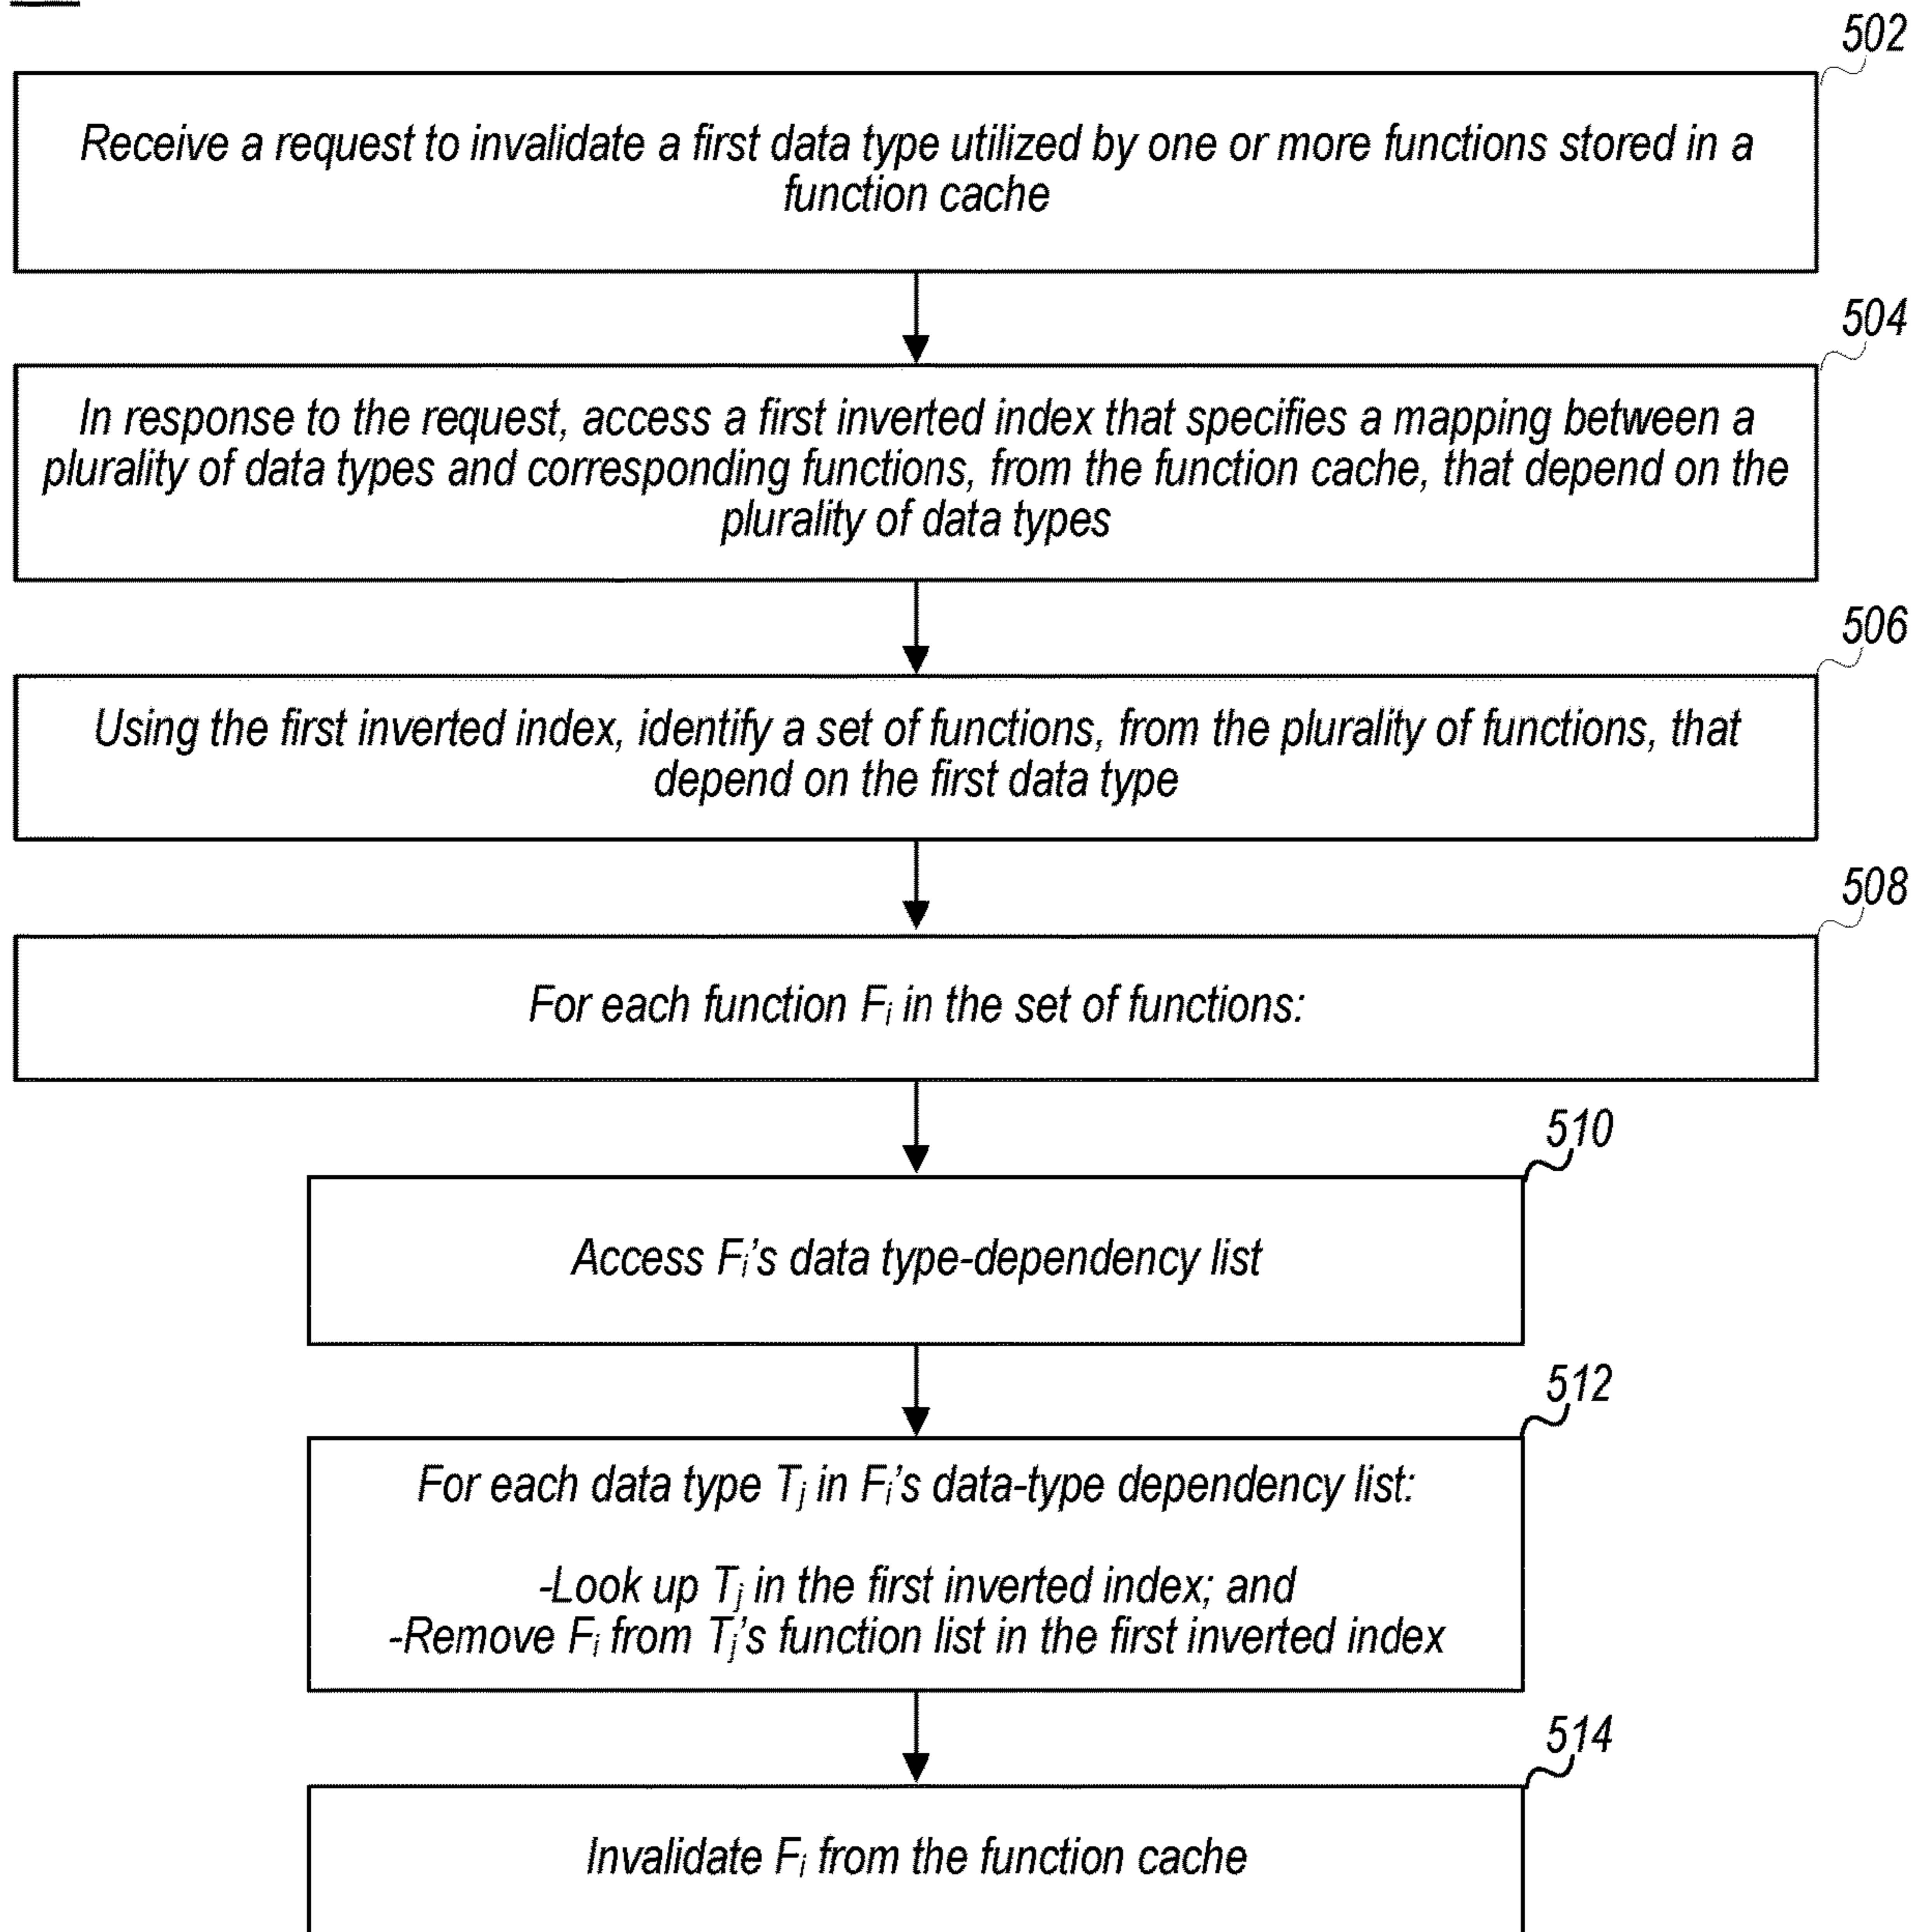 502
Receive a request to invalidate a first data type utilized by one or more functions stored in a
function cache
504
In response to the request, access a first inverted index that specifies a mapping between a
plurality of data types and corresponding functions, from the function cache, that depend on the
plurality of data types
506
Using the first inverted index, identify a set of functions, from the plurality of functions, that
depend on the first data type
508
For each function Fi in the set of functions:
510
Access Fi's data type-dependency list
512
For each data type Tj in Fi's data-type dependency list:
-Look up Tj in the first inverted index; and
-Remove Fi from Tj's function list in the first inverted index
514
Invalidate Fi from the function cache